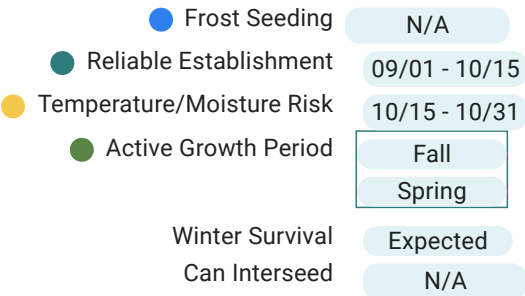 Frost Seeding N/A
Reliable Establishment 09/01 - 10/15
Temperature/Moisture Risk 10/15 - 10/31
Active Growth Period Fall
Spring
Winter Survival Expected
Can Interseed N/A